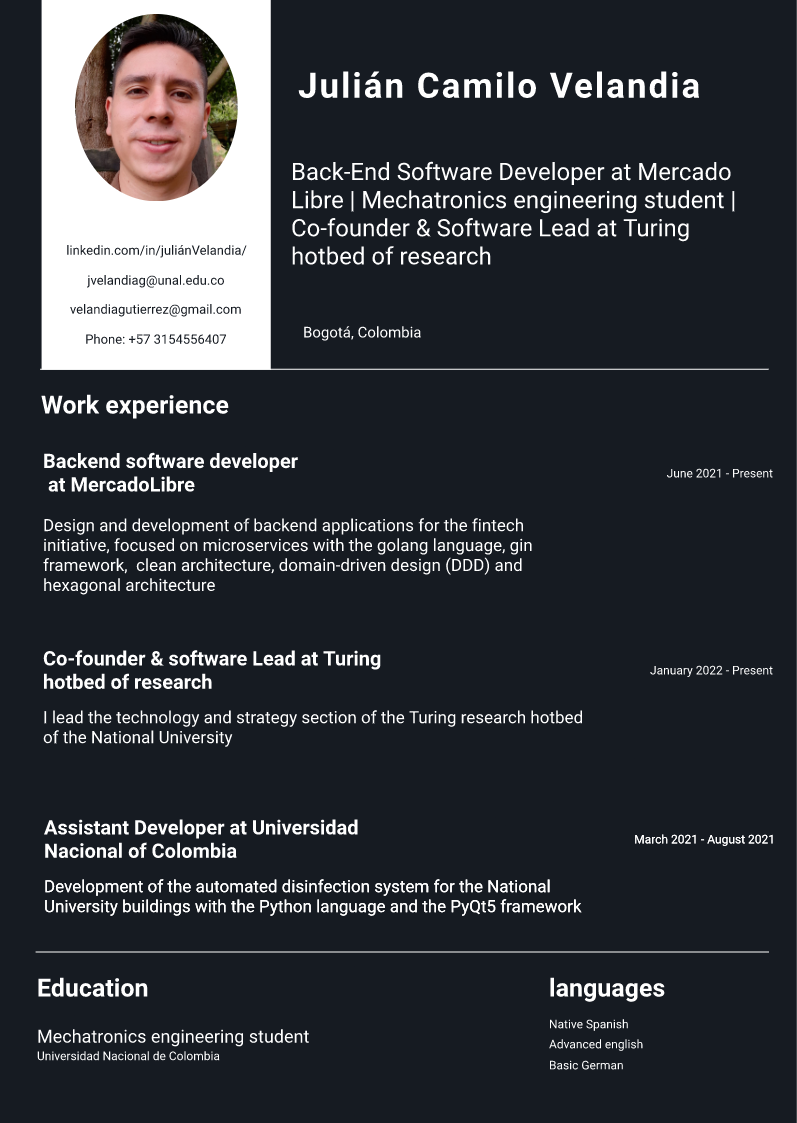 Julián Camilo Velandia
Back-End Software Developer at Mercado
Libre | Mechatronics engineering student |
Co-founder & Software Lead at Turing
hotbed of research
Bogotá, Colombia
linkedin.com/in/juliánVelandia/
jvelandiag@unal.edu.co
velandiagutierrez@gmail.com
Phone: +57 3154556407
Work experience
Backend software developer
at MercadoLibre
June 2021 - Present
Design and development of backend applications for the fintech
initiative, focused on microservices with the golang language, gin
framework,  clean architecture, domain-driven design (DDD) and
hexagonal architecture
Co-founder & software Lead at Turing
hotbed of research
January 2022 - Present
I lead the technology and strategy section of the Turing research hotbed
of the National University
Assistant Developer at Universidad
Nacional of Colombia
March 2021 - August 2021
Development of the automated disinfection system for the National
University buildings with the Python language and the PyQt5 framework
Education
Mechatronics engineering student
Universidad Nacional de Colombia
languages
Native Spanish
Advanced english
Basic German